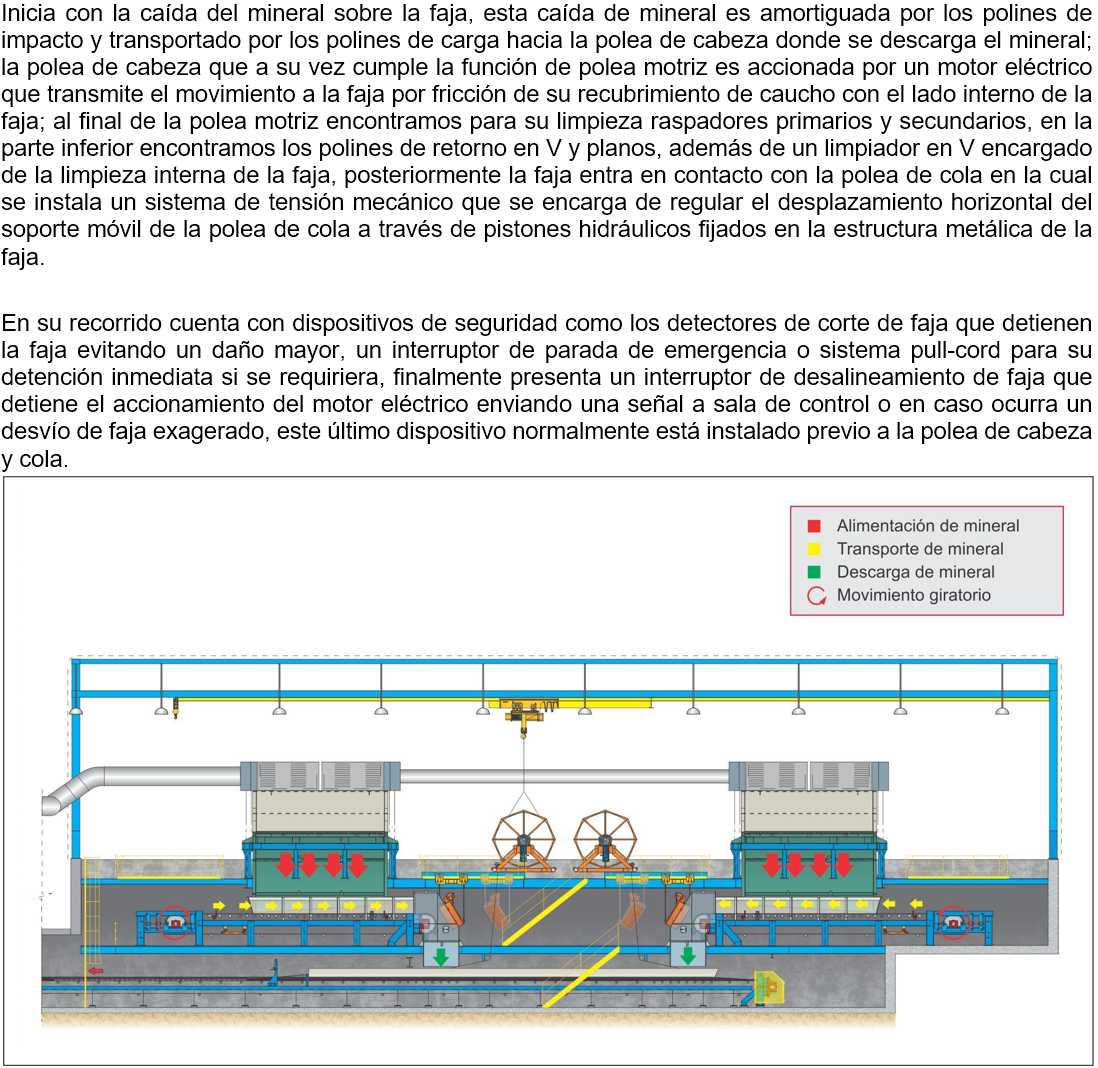 Inicia con la caída del mineral sobre la faja, esta caída de mineral es amortiguada por los polines de
impacto y transportado por los polines de carga hacia la polea de cabeza donde se descarga el mineral;
la polea de cabeza que a su vez cumple la función de polea motriz es accionada por un motor eléctrico
que transmite el movimiento a la faja por fricción de su recubrimiento de caucho con el lado interno de la
faja; al final de la polea motriz encontramos para su limpieza raspadores primarios y secundarios, en la
parte inferior encontramos los polines de retorno en V y planos, además de un limpiador en V encargado
de la limpieza interna de la faja, posteriormente la faja entra en contacto con la polea de cola en la cual
se instala un sistema de tensión mecánico que se encarga de regular el desplazamiento horizontal del
soporte móvil de la polea de cola a través de pistones hidráulicos fijados en la estructura metálica de la
faja.
En su recorrido cuenta con dispositivos de seguridad como los detectores de corte de faja que detienen
la faja evitando un daño mayor, un interruptor de parada de emergencia o sistema pull-cord para su
detención inmediata si se requiriera, finalmente presenta un interruptor de desalineamiento de faja que
detiene el accionamiento del motor eléctrico enviando una señal a sala de control o en caso ocurra un
desvío de faja exagerado, este último dispositivo normalmente está instalado previo a la polea de cabeza
y cola.
Alimentación de mineral
Transporte de mineral
Descarga de mineral
Movimiento giratorio